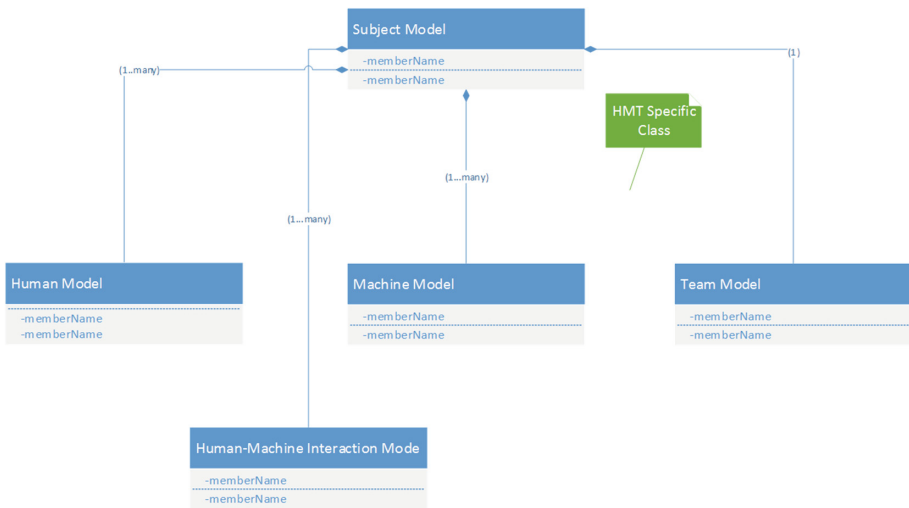 Subject Model
-memberName
-memberName
(1..many)
(1)
HMT Specific
Class
(1...many)
(1...many)
Human Model
-memberName
-memberName
Machine Model
-memberName
-memberName
Team Model
-memberName
-memberName
Human-Machine Interaction Mode
-memberName
-memberName